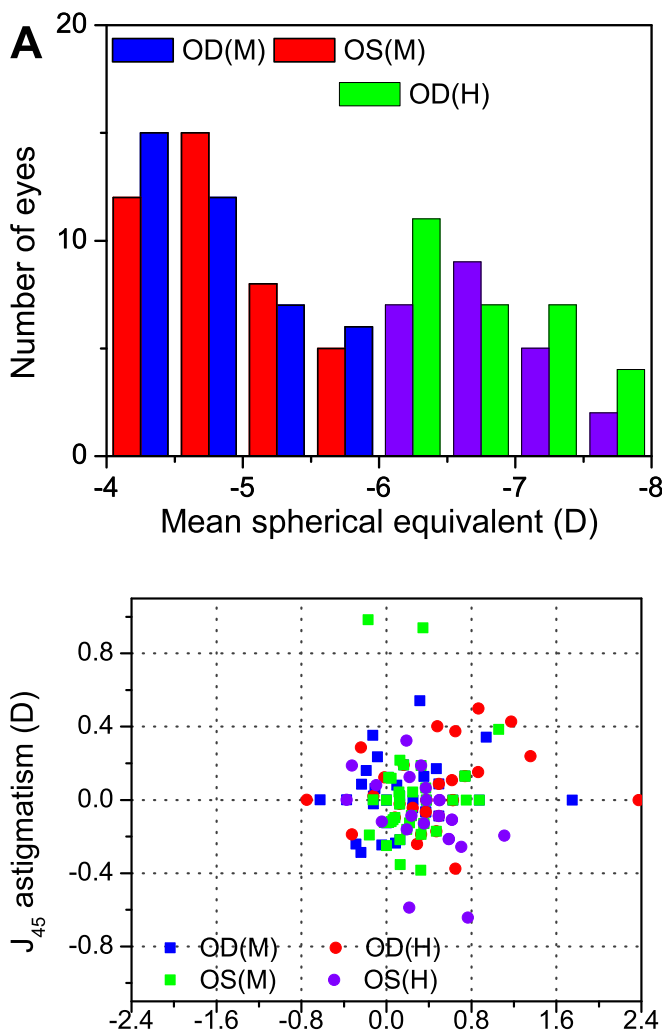 A
20
OD(M) OS(M)
OD(H)
10
0
Number of eyes
-4 -5 -6 -7 -8
Mean spherical equivalent (D)
0.8
0.4
0.0
-0.4
-0.8
J45 astigmatism (D)
OD(M) OD(H)
OS(M) OS(H)
-2.4 -1.6 -0.8 0.0 0.8 1.6 2.4